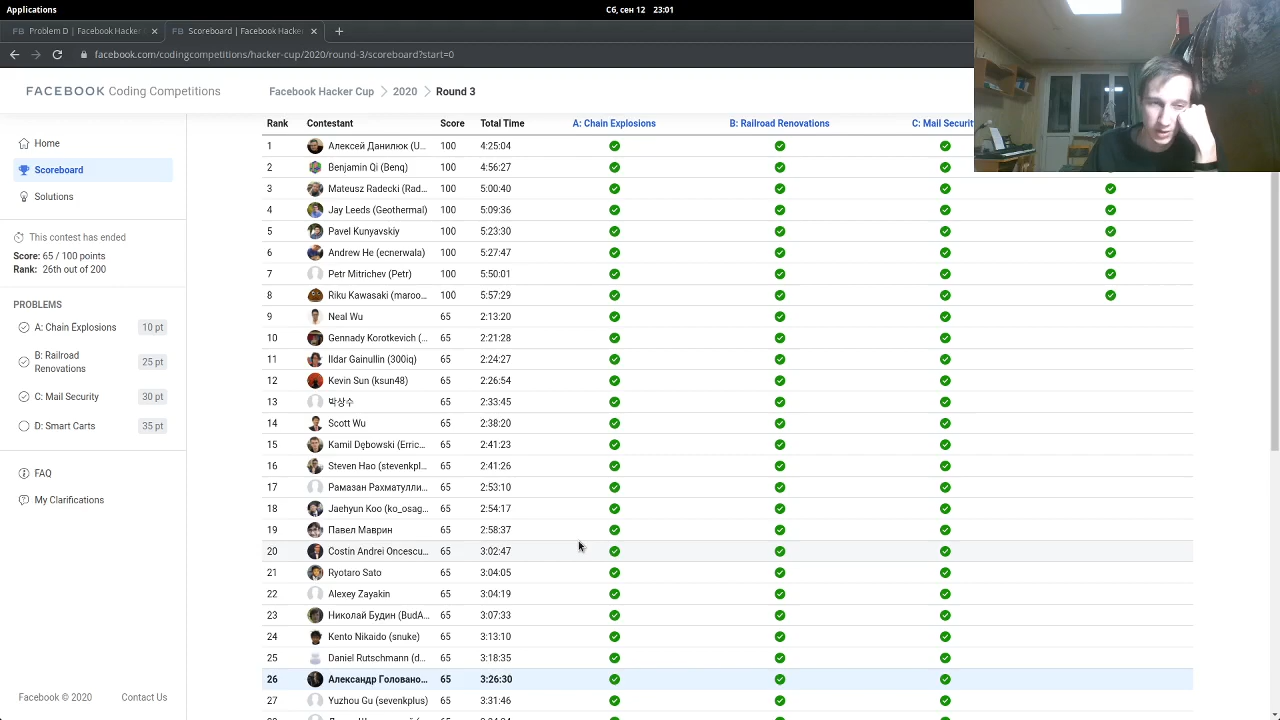 Applications
Сб, сен 12 23:01
Problem D | Facebook Hacker
Scoreboard | Facebook Hacker
facebook.com/codingcompetitions/hacker-cup/2020/round-3/scoreboard?start=0
FACEBOOK Coding Competitions
Facebook Hacker Cup > 2020 > Round 3
Home
Scoreboard
Solutions
This contest has ended
Score: 65 / 100 points
Rank: 26th out of 200
PROBLEMS
A: Chain Explosions 10 pt
B: Railroad Renovations 25 pt
C: Mail Security 30 pt
D: Smart Carts 35 pt
FAQ
My Clarifications
Facebook © 2020 Contact Us
Rank Contestant Score Total Time A: Chain Explosions B: Railroad Renovations C: Mail Securit
1 Алексей Данилюк (U... 100 4:25:04
Benjamin Qi (Benq) 100 4:56:27
3 Mateusz Radecki (Rad... 100 5:00:40
4 Jay Leeds (Geothermal) 100 5:09:36
5 Pavel Kunyavskiy 100 5:23:30
6 Andrew He (ecnerwala) 100 5:27:47
7 Petr Mitrichev (Petr) 100 5:50:01
8 Riku Kawasaki (maroo... 100 5:57:29
9 Neal Wu 65 2:13:20
10 Gennady Korotkevich (... 65 2:21:28
11 Ildar Gainullin (300iq) 65 2:24:27
12 Kevin Sun (ksun48) 65 2:26:54
13 박상수 65 2:33:45
14 Scott Wu 65 2:38:20
15 Kamil Dębowski (Erric... 65 2:41:23
16 Steven Hao (stevenkpl... 65 2:41:26
17 Рамазан Рахматулли... 65 2:53:10
18 Jaehyun Koo (ko_osag... 65 2:54:17
19 Павел Маврин 65 2:58:37
20 Costin Andrei Oncescu... 65 3:02:47
21 Ryotaro Sato 65 3:04:05
22 Alexey Zayakin 65 3:04:19
23 Николай Будин (BudA... 65 3:07:33
24 Kento Nikaido (snuke) 65 3:13:10
25 Daniel Rutschmann (d... 65 3:18:35
26 Александр Головано... 65 3:26:30
27 Yuzhou Gu (sevenkplus) 65 3:31:46